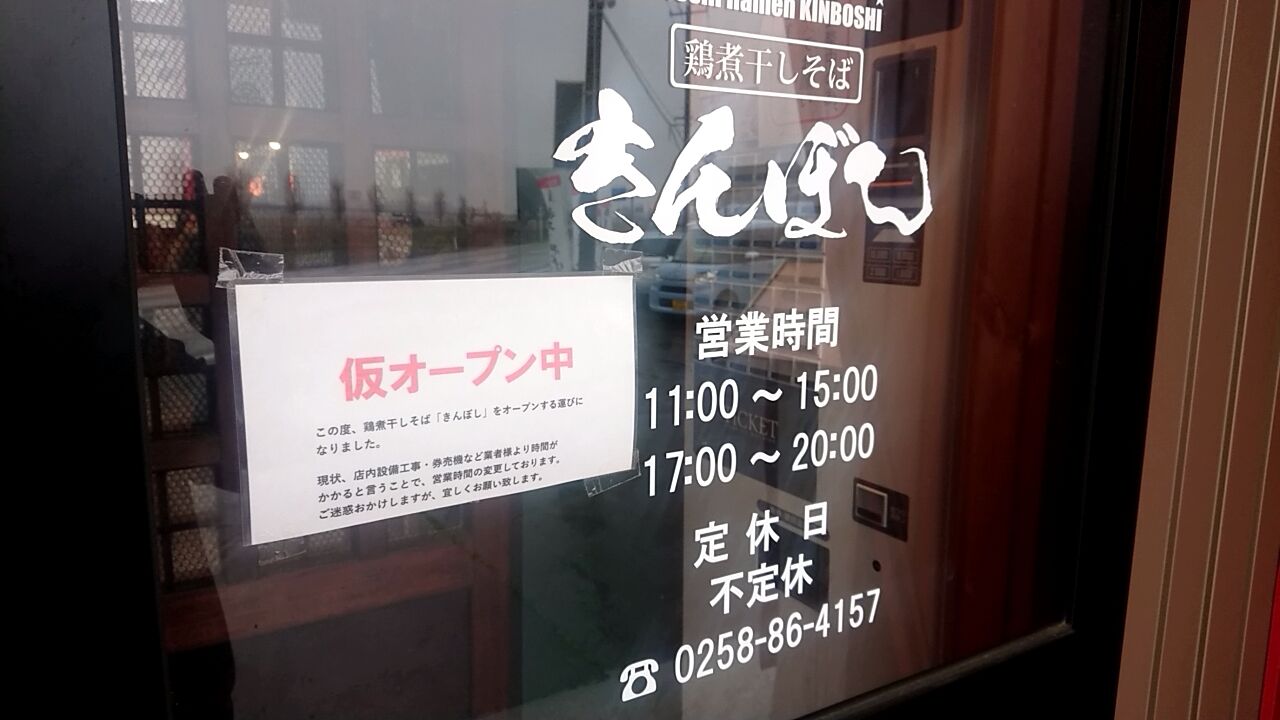 Ramen KINBOSHI
鶏煮干しそば
きんぼし
営業時間
11:00 ～ 15:00
17:00 ～ 20:00
定休日
不定休
☎ 0258-86-4157
仮オープン中
この度、鶏煮干しそば「きんぼし」をオープンする運びに
なりました。
現状、店内設備工事・券売機など業者様より時間が
かかると言うことで、営業時間の変更しております。
ご迷惑おかけしますが、宜しくお願い致します。
TICKET